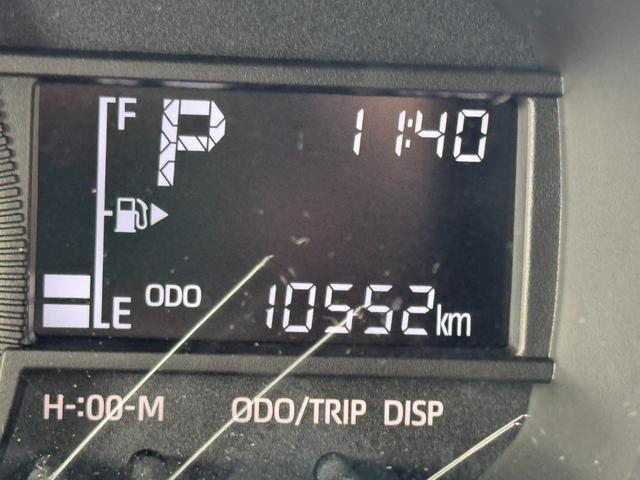 F P 11:40
ODO 10552km
E
H-:00-M ODO/TRIP DISP